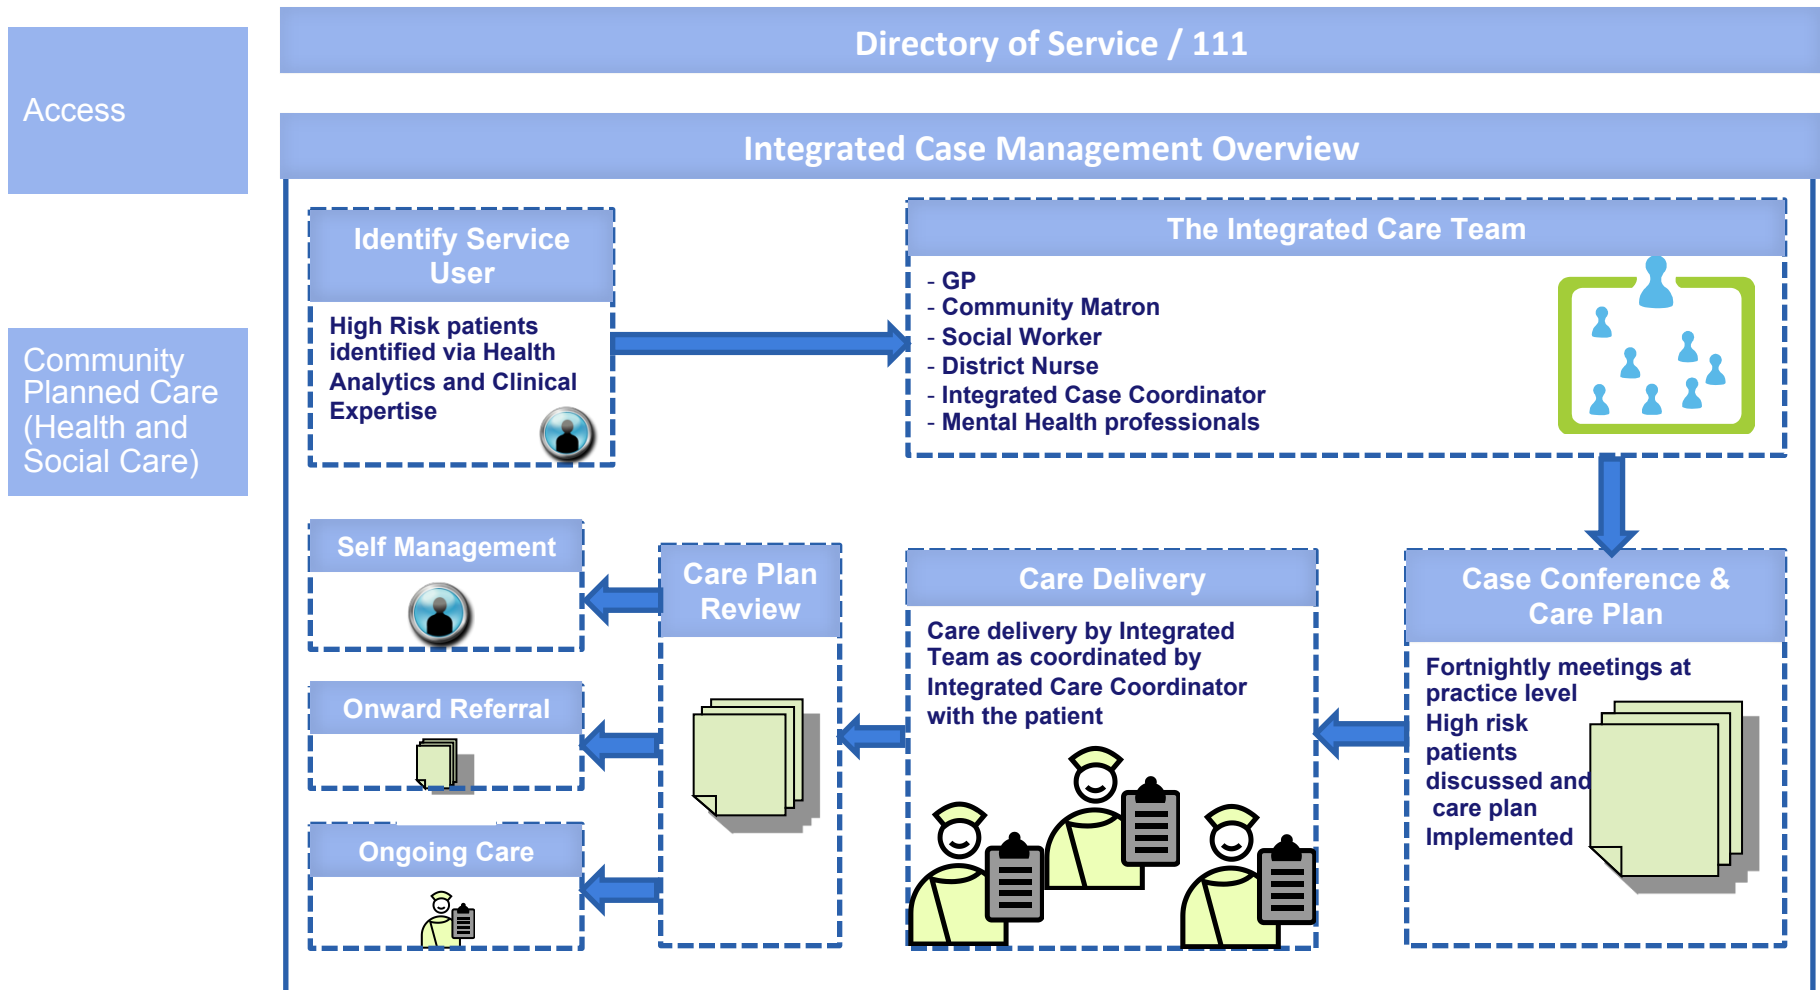 Access
Directory of Service / 111
Integrated Case Management Overview
Community
Planned Care
(Health and
Social Care)
Identify Service
User
High Risk patients
identified via Health
Analytics and Clinical
Expertise
The Integrated Care Team
- GP
- Community Matron
- Social Worker
- District Nurse
- Integrated Case Coordinator
- Mental Health professionals
Case Conference &
Care Plan
Fortnightly meetings at
practice level
High risk
patients
discussed and
care plan
Implemented
Care Delivery
Care delivery by Integrated
Team as coordinated by
Integrated Care Coordinator
with the patient
Care Plan
Review
Self Management
Onward Referral
Ongoing Care